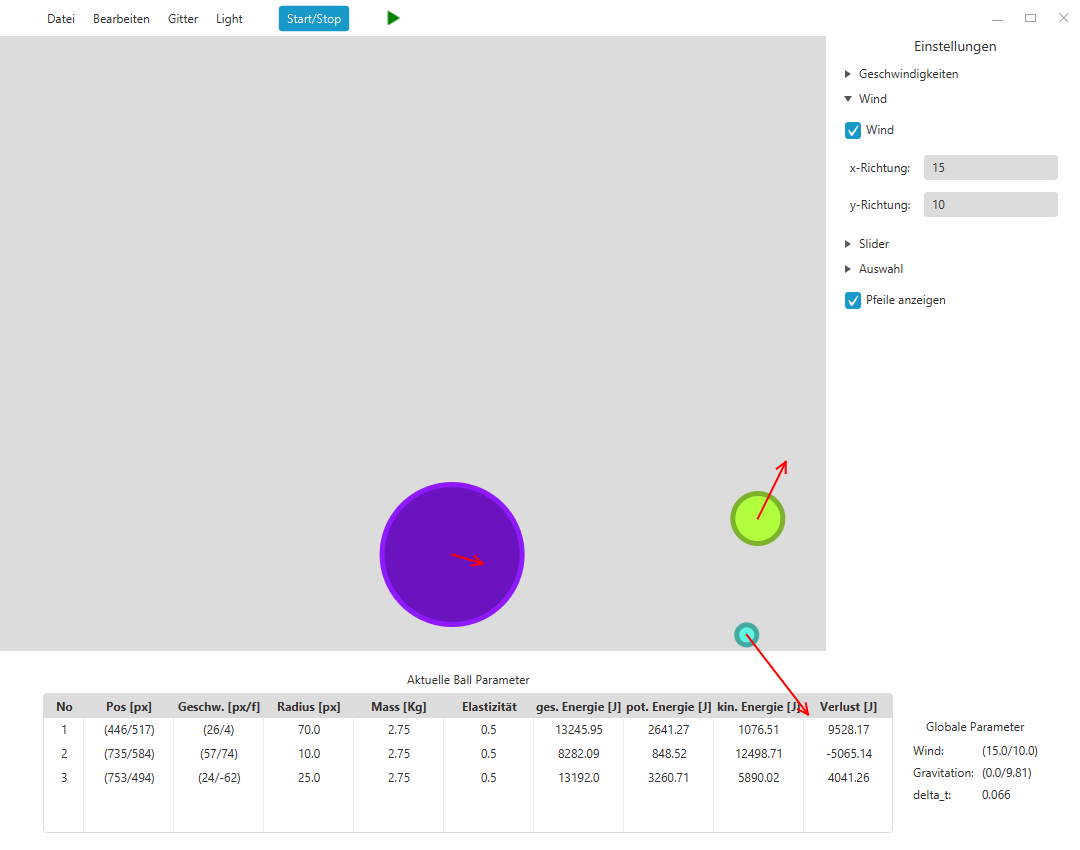 Datei Bearbeiten Gitter Light Start/Stop
Einstellungen
Geschwindigkeiten
Wind
Wind
x-Richtung: 15
y-Richtung: 10
Slider
Auswahl
Pfeile anzeigen
Aktuelle Ball Parameter
No Pos [px] Geschw. [px/f] Radius [px] Mass [Kg] Elastizität ges. Energie [J] pot. Energie [J] kin. Energie [J] Verlust [J]
1 (446/517) (26/4) 70.0 2.75 0.5 13245.95 2641.27 1076.51 9528.17
2 (735/584) (57/74) 10.0 2.75 0.5 8282.09 848.52 12498.71 -5065.14
3 (753/494) (24/-62) 25.0 2.75 0.5 13192.0 3260.71 5890.02 4041.26
Globale Parameter
Wind: (15.0/10.0)
Gravitation: (0.0/9.81)
delta_t: 0.066